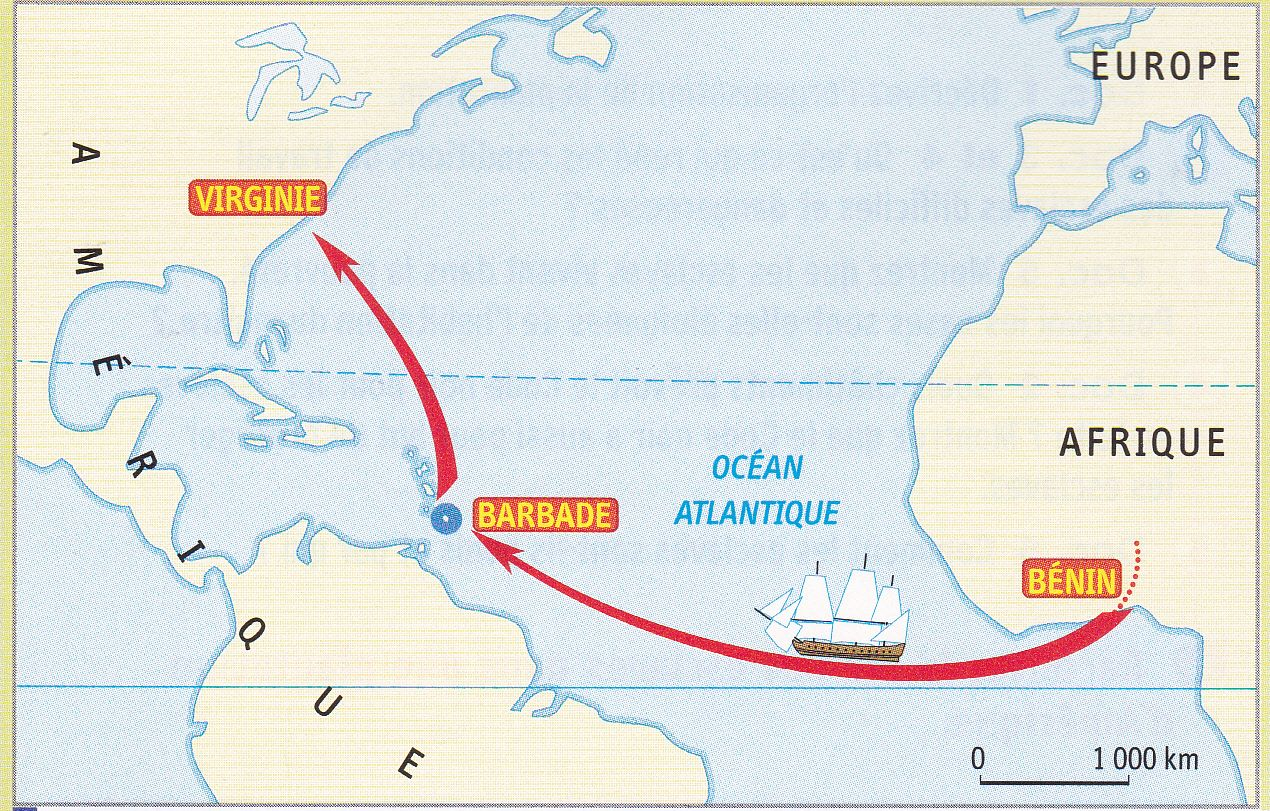 EUROPE
AMÉRIQUE
VIRGINIE
AFRIQUE
OCÉAN
ATLANTIQUE
BARBADE
BÉNIN
0 1 000 km